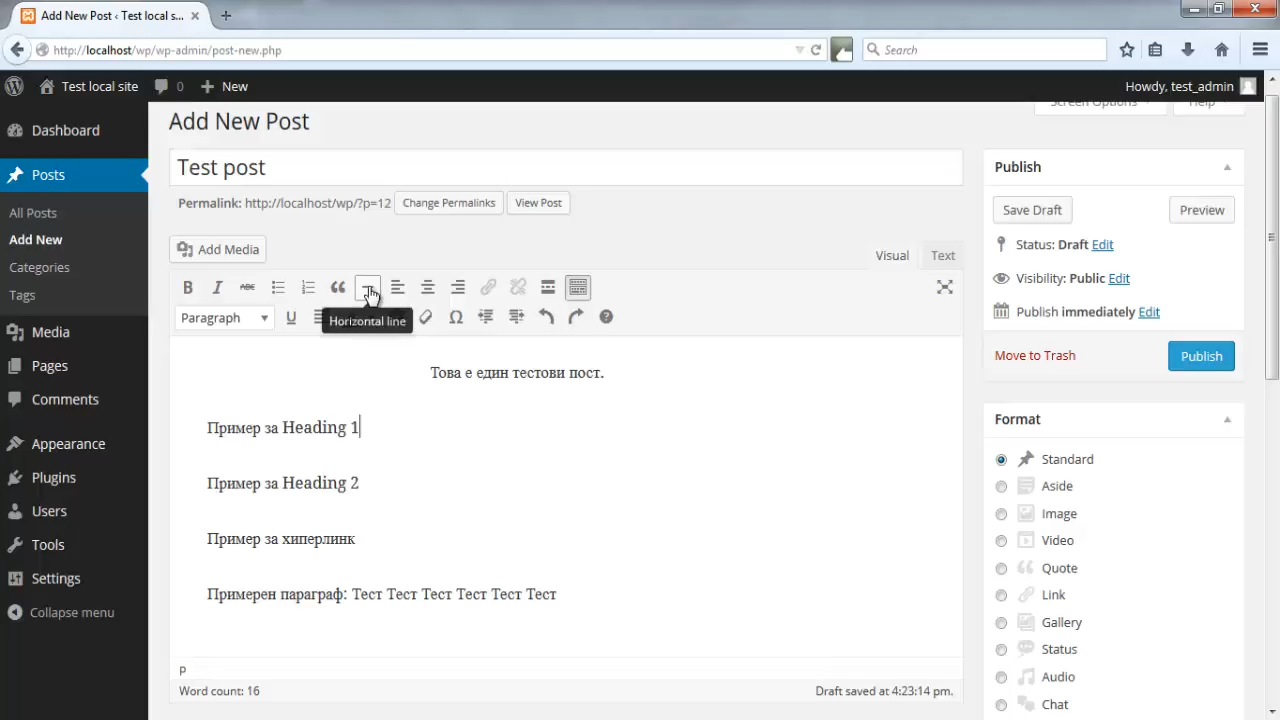 Add New Post ‹ Test local s...
http://localhost/wp/wp-admin/post-new.php
Search
Test local site
0
New
Howdy, test_admin
Screen Options
Help
Dashboard
Posts
All Posts
Add New
Categories
Tags
Media
Pages
Comments
Appearance
Plugins
Users
Tools
Settings
Collapse menu
Add New Post
Test post
Permalink: http://localhost/wp/?p=12
Change Permalinks
View Post
Add Media
Visual
Text
B I ABC
Paragraph
U
Horizontal line
Това е един тестови пост.
Пример за Heading 1
Пример за Heading 2
Пример за хиперлинк
Примерен параграф: Тест Тест Тест Тест Тест Тест
p
Word count: 16
Draft saved at 4:23:14 pm.
Publish
Save Draft
Preview
Status: Draft Edit
Visibility: Public Edit
Publish immediately Edit
Move to Trash
Publish
Format
Standard
Aside
Image
Video
Quote
Link
Gallery
Status
Audio
Chat